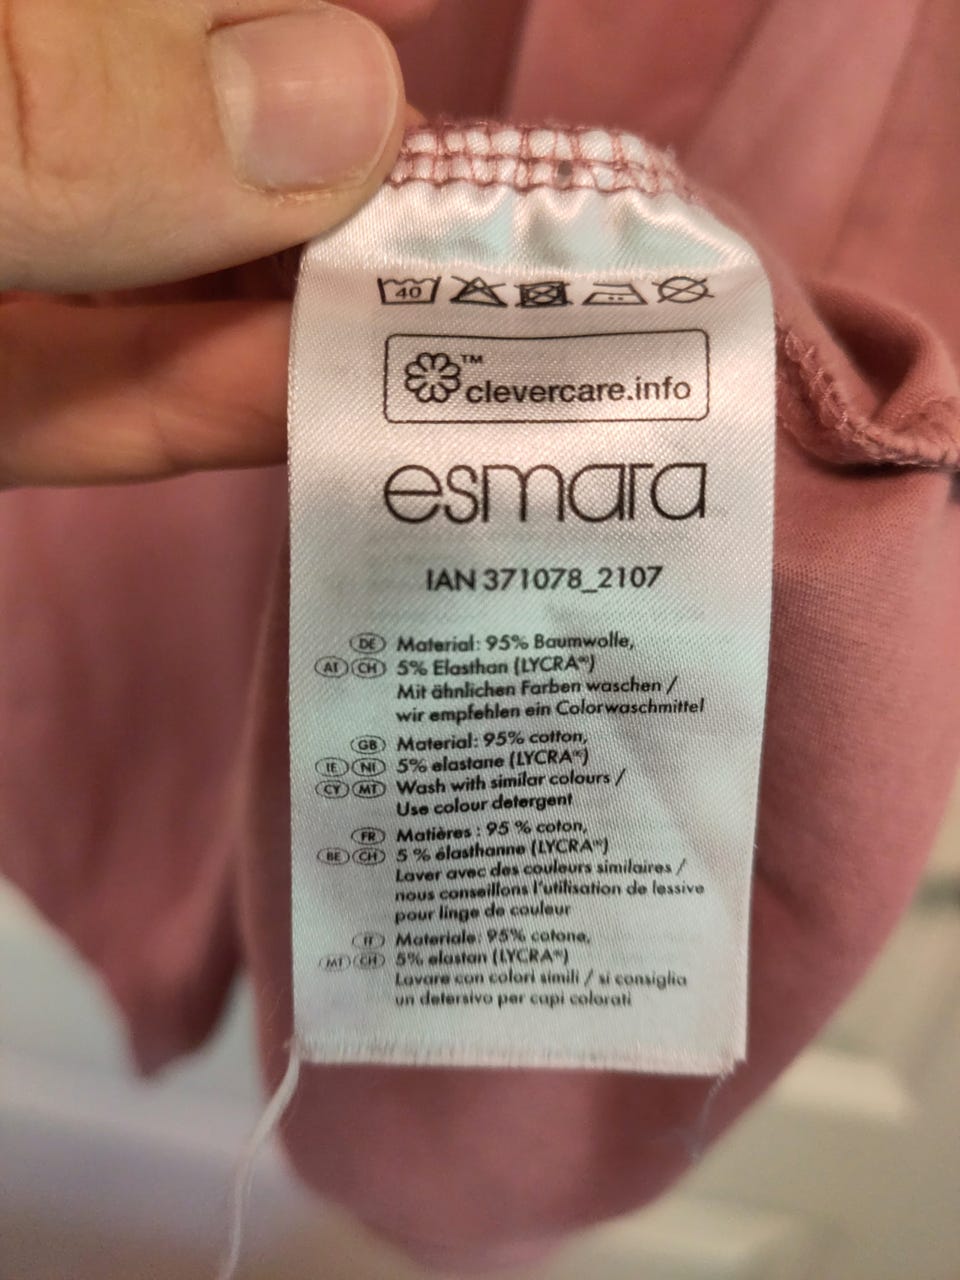 40
™
clevercare.info
esmara
IAN 371078_2107
DE Material: 95% Baumwolle,
AT CH 5% Elasthan (LYCRA®)
Mit ähnlichen Farben waschen /
wir empfehlen ein Colorwaschmittel
GB Material: 95% cotton,
IE NI 5% elastane (LYCRA®)
CY MT Wash with similar colours /
Use colour detergent
FR Matières : 95 % coton,
BE CH 5 % élasthanne (LYCRA®)
Laver avec des couleurs similaires /
nous conseillons l'utilisation de lessive
pour linge de couleur
IT Materiale: 95% cotone,
MT CH 5% elastan (LYCRA®)
Lavare con colori simili / si consiglia
un detersivo per capi colorati